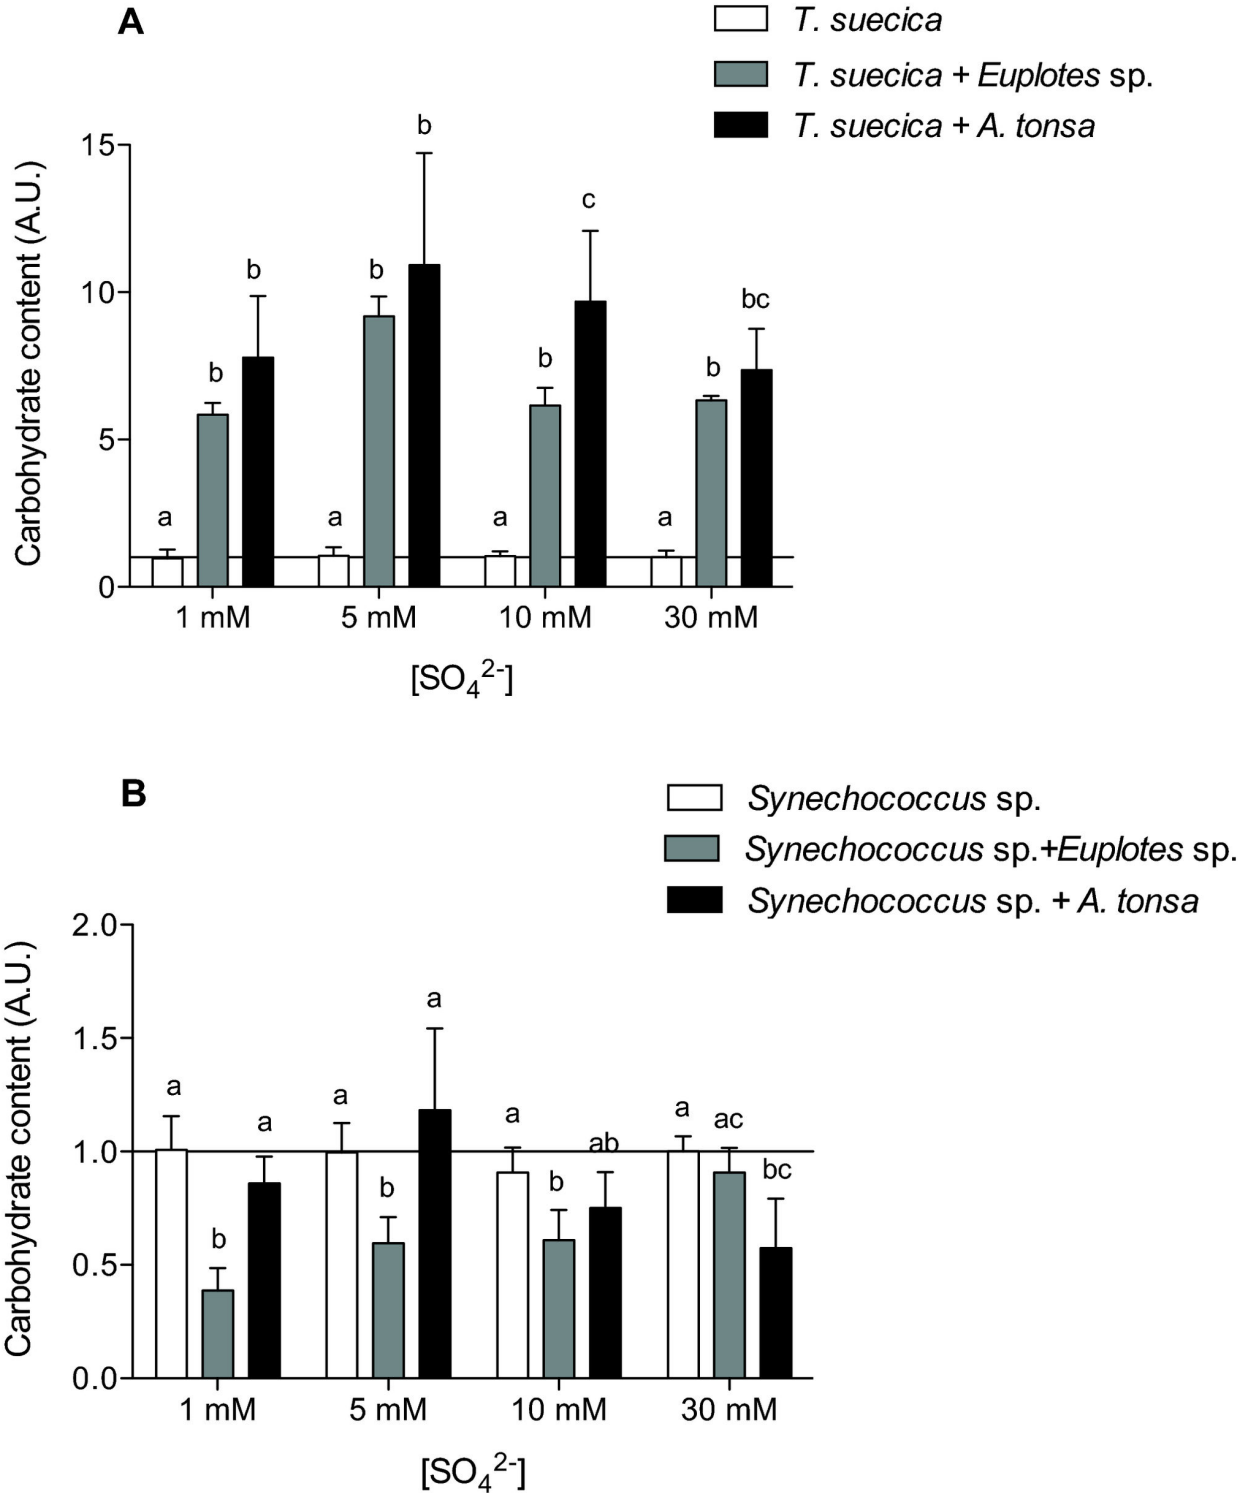 A
T. suecica
T. suecica + Euplotes sp.
T. suecica + A. tonsa
Carbohydrate content (A.U.)
15
10
5
0
b
b
b
c
bc
b
b
b
a
a
a
a
1 mM
5 mM
10 mM
30 mM
[SO₄²⁻]
B
Synechococcus sp.
Synechococcus sp.+Euplotes sp.
Synechococcus sp. + A. tonsa
Carbohydrate content (A.U.)
2.0
1.5
1.0
0.5
0.0
a
b
a
a
b
a
a
b
ab
a
ac
bc
1 mM
5 mM
10 mM
30 mM
[SO₄²⁻]